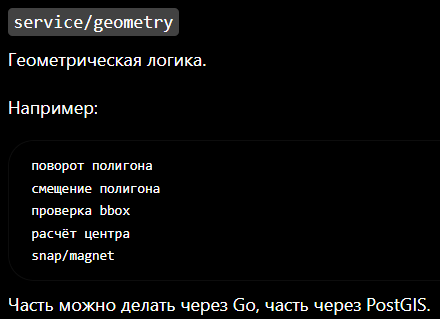 service/geometry
Геометрическая логика.
Например:
поворот полигона
смещение полигона
проверка bbox
расчёт центра
snap/magnet
Часть можно делать через Go, часть через PostGIS.